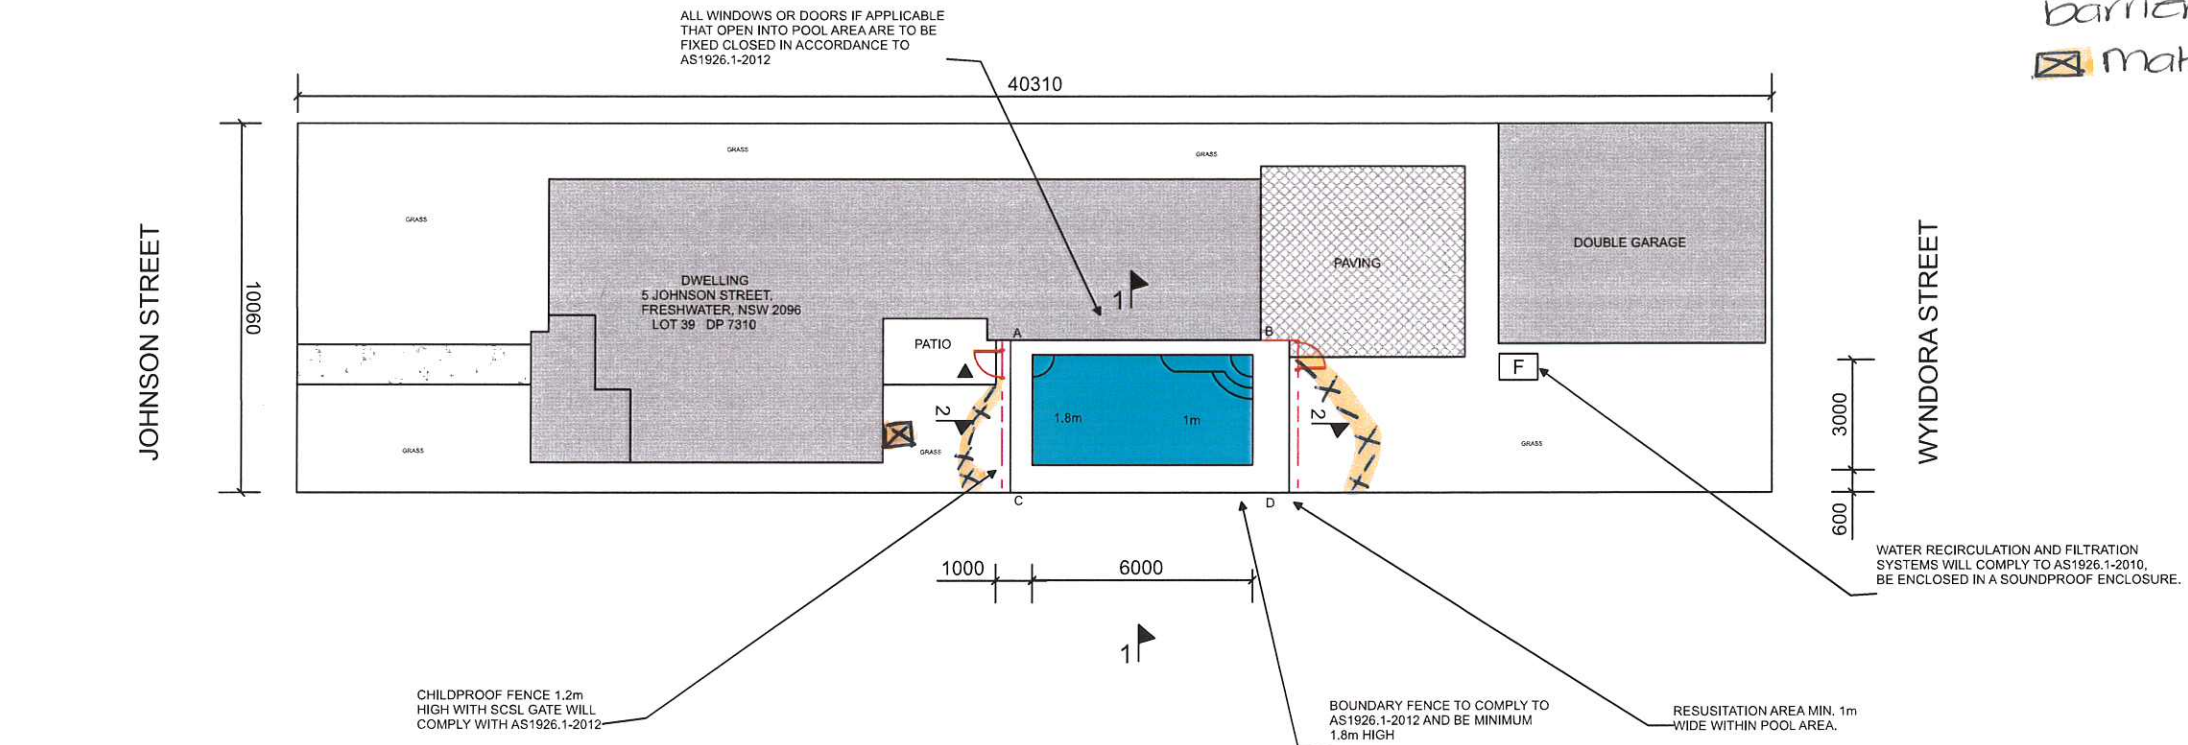 ALL WINDOWS OR DOORS IF APPLICABLE
THAT OPEN INTO POOL AREA ARE TO BE
FIXED CLOSED IN ACCORDANCE TO
AS1926.1-2012
40310
GRASS
GRASS
GRASS
JOHNSON STREET
10090
DWELLING
5 JOHNSON STREET,
FRESHWATER, NSW 2096
LOT 39 DP 7310
PATIO
A
B
1
PAVING
DOUBLE GARAGE
WYNDORA STREET
F
1.8m
1m
2
2
GRASS
GRASS
GRASS
C
D
3000
600
1000
6000
1
WATER RECIRCULATION AND FILTRATION
SYSTEMS WILL COMPLY TO AS1926.1-2010,
BE ENCLOSED IN A SOUNDPROOF ENCLOSURE.
CHILDPROOF FENCE 1.2m
HIGH WITH SCSL GATE WILL
COMPLY WITH AS1926.1-2012
BOUNDARY FENCE TO COMPLY TO
AS1926.1-2012 AND BE MINIMUM
1.8m HIGH
RESUSITATION AREA MIN. 1m
WIDE WITHIN POOL AREA.